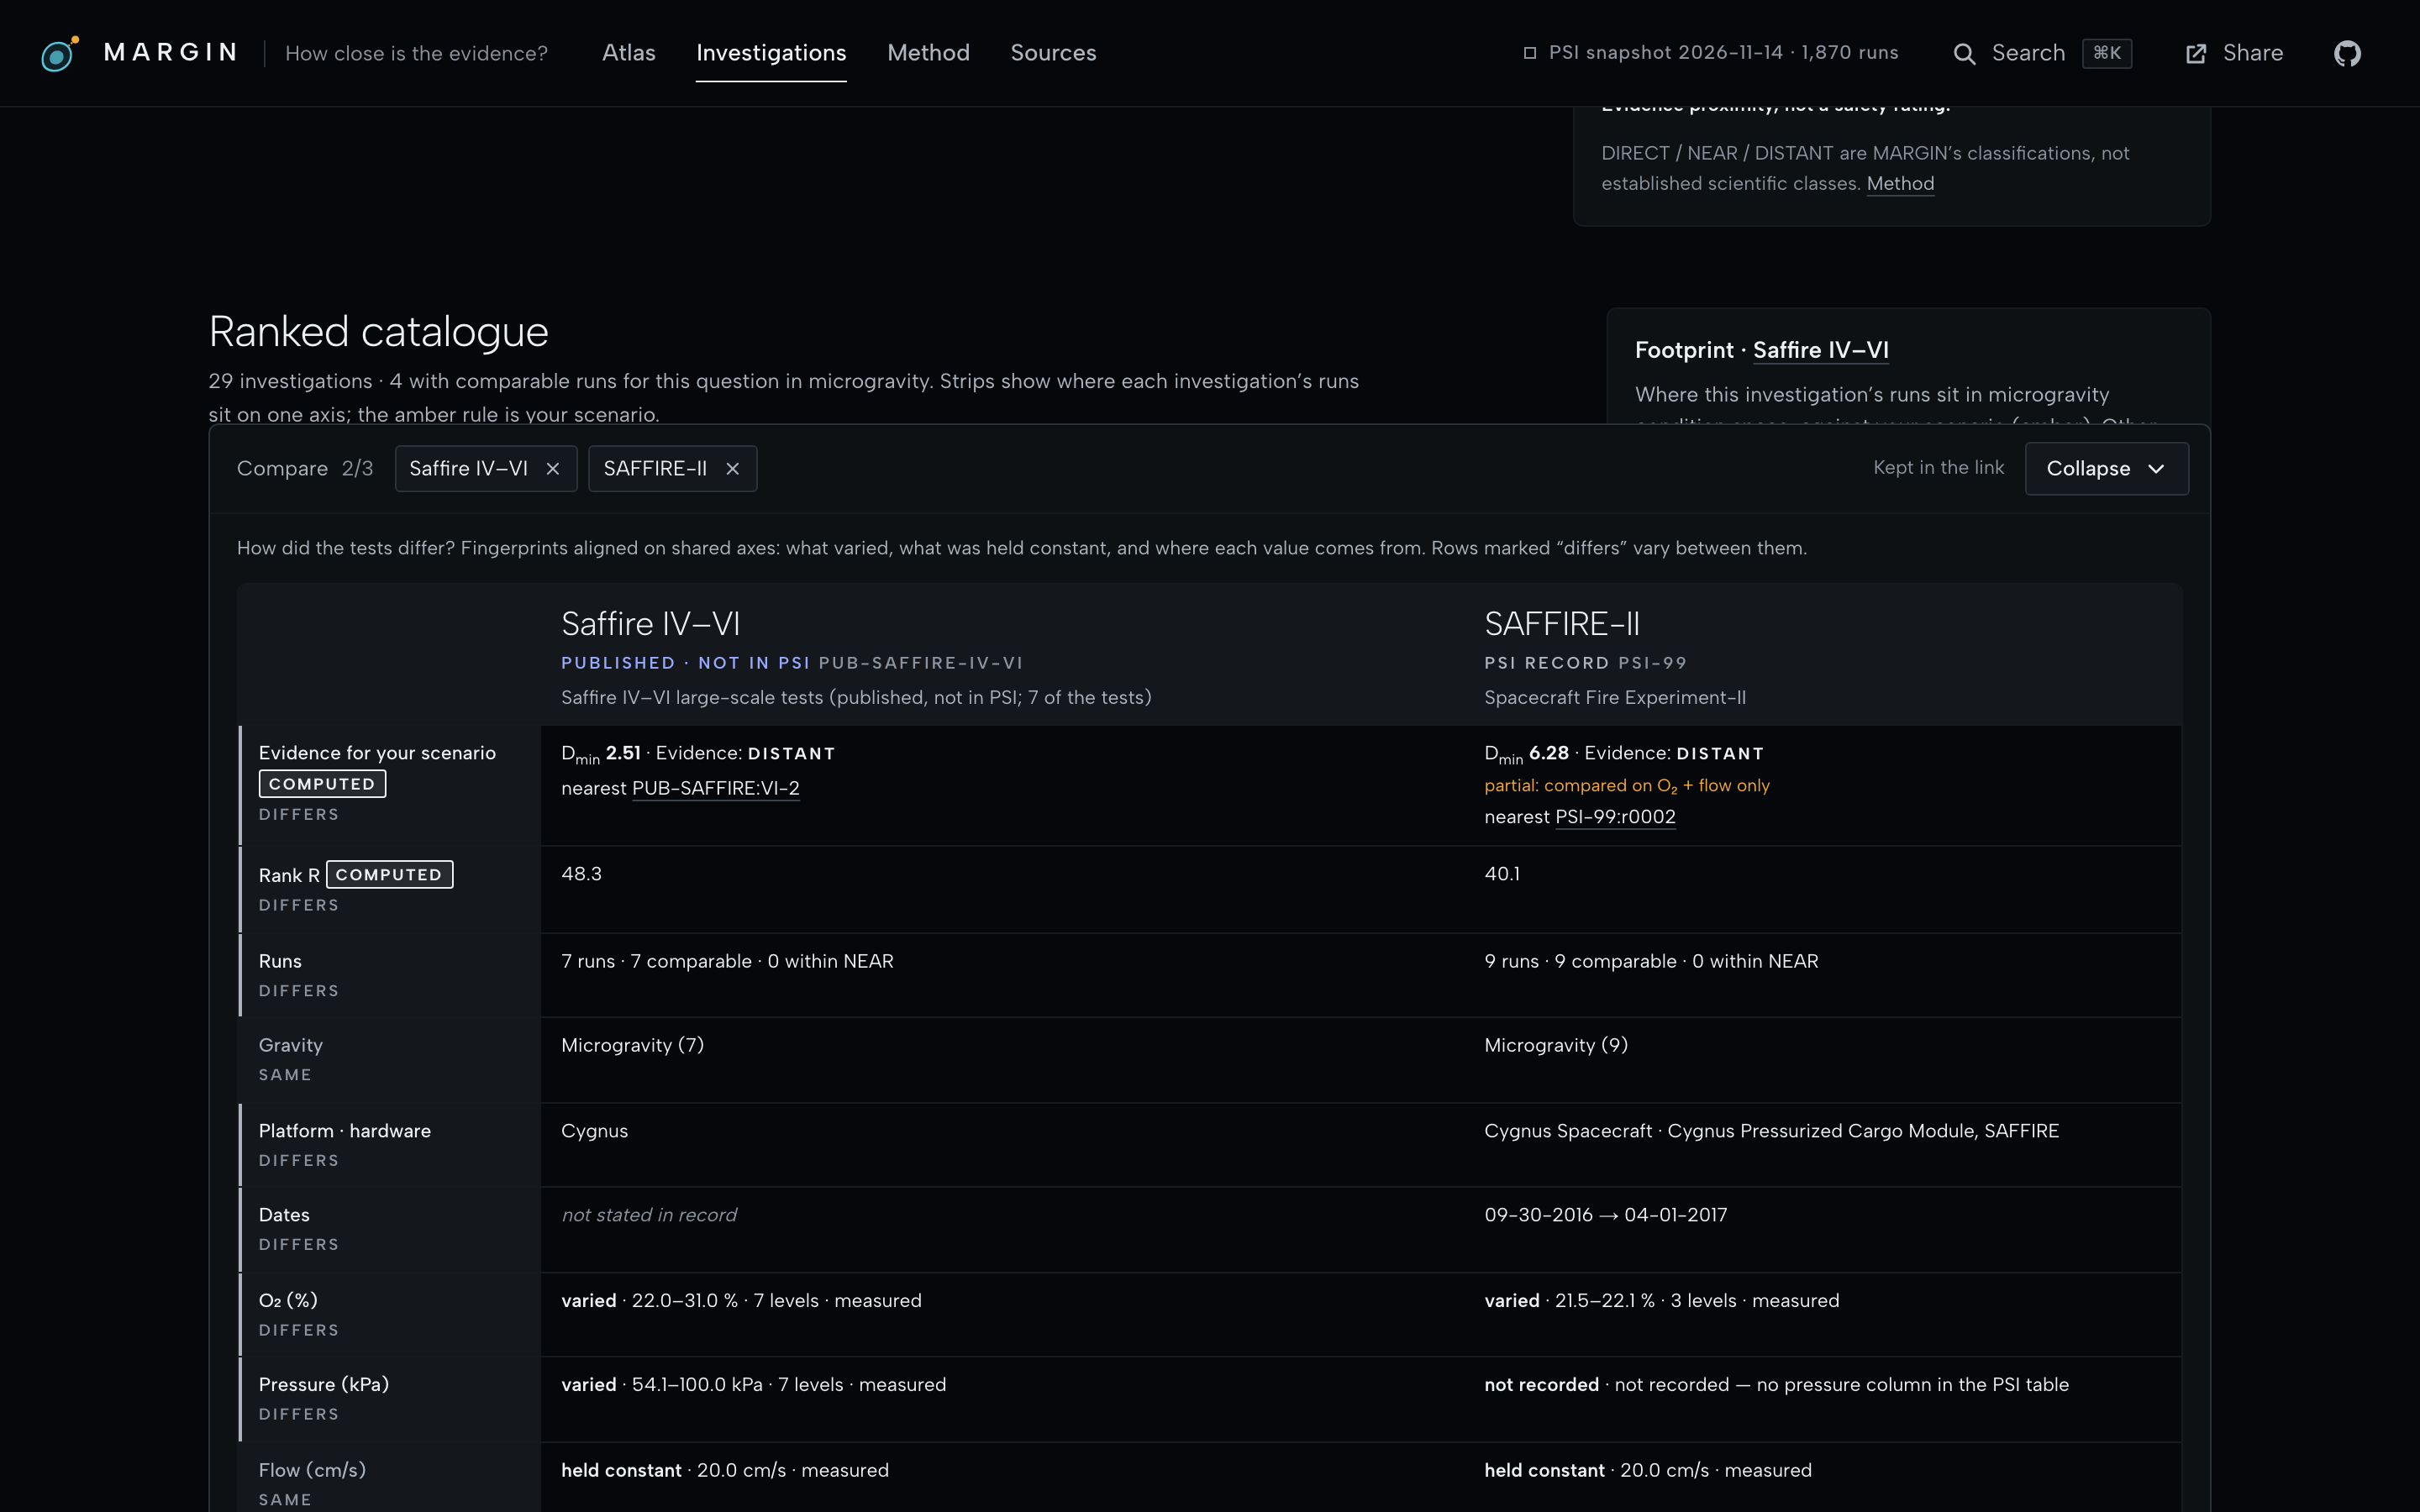 MARGIN
How close is the evidence?
Atlas
Investigations
Method
Sources
PSI snapshot 2026-11-14 · 1,870 runs
Search
⌘K
Share
Evidence proximity, not a safety rating.
DIRECT / NEAR / DISTANT are MARGIN’s classifications, not
established scientific classes. Method
Ranked catalogue
29 investigations · 4 with comparable runs for this question in microgravity. Strips show where each investigation’s runs
sit on one axis; the amber rule is your scenario.
Footprint · Saffire IV–VI
Where this investigation’s runs sit in microgravity
condition space, against your scenario (amber). Other
Compare 2/3
Saffire IV–VI ×
SAFFIRE-II ×
Kept in the link
Collapse
How did the tests differ? Fingerprints aligned on shared axes: what varied, what was held constant, and where each value comes from. Rows marked “differs” vary between them.
Saffire IV–VI
PUBLISHED · NOT IN PSI PUB-SAFFIRE-IV-VI
Saffire IV–VI large-scale tests (published, not in PSI; 7 of the tests)
SAFFIRE-II
PSI RECORD PSI-99
Spacecraft Fire Experiment-II
Evidence for your scenario
COMPUTED
DIFFERS
Dmin 2.51 · Evidence: DISTANT
nearest PUB-SAFFIRE:VI-2
Dmin 6.28 · Evidence: DISTANT
partial: compared on O₂ + flow only
nearest PSI-99:r0002
Rank R COMPUTED
DIFFERS
48.3
40.1
Runs
DIFFERS
7 runs · 7 comparable · 0 within NEAR
9 runs · 9 comparable · 0 within NEAR
Gravity
SAME
Microgravity (7)
Microgravity (9)
Platform · hardware
DIFFERS
Cygnus
Cygnus Spacecraft · Cygnus Pressurized Cargo Module, SAFFIRE
Dates
DIFFERS
not stated in record
09-30-2016 → 04-01-2017
O₂ (%)
DIFFERS
varied · 22.0–31.0 % · 7 levels · measured
varied · 21.5–22.1 % · 3 levels · measured
Pressure (kPa)
DIFFERS
varied · 54.1–100.0 kPa · 7 levels · measured
not recorded · not recorded — no pressure column in the PSI table
Flow (cm/s)
SAME
held constant · 20.0 cm/s · measured
held constant · 20.0 cm/s · measured